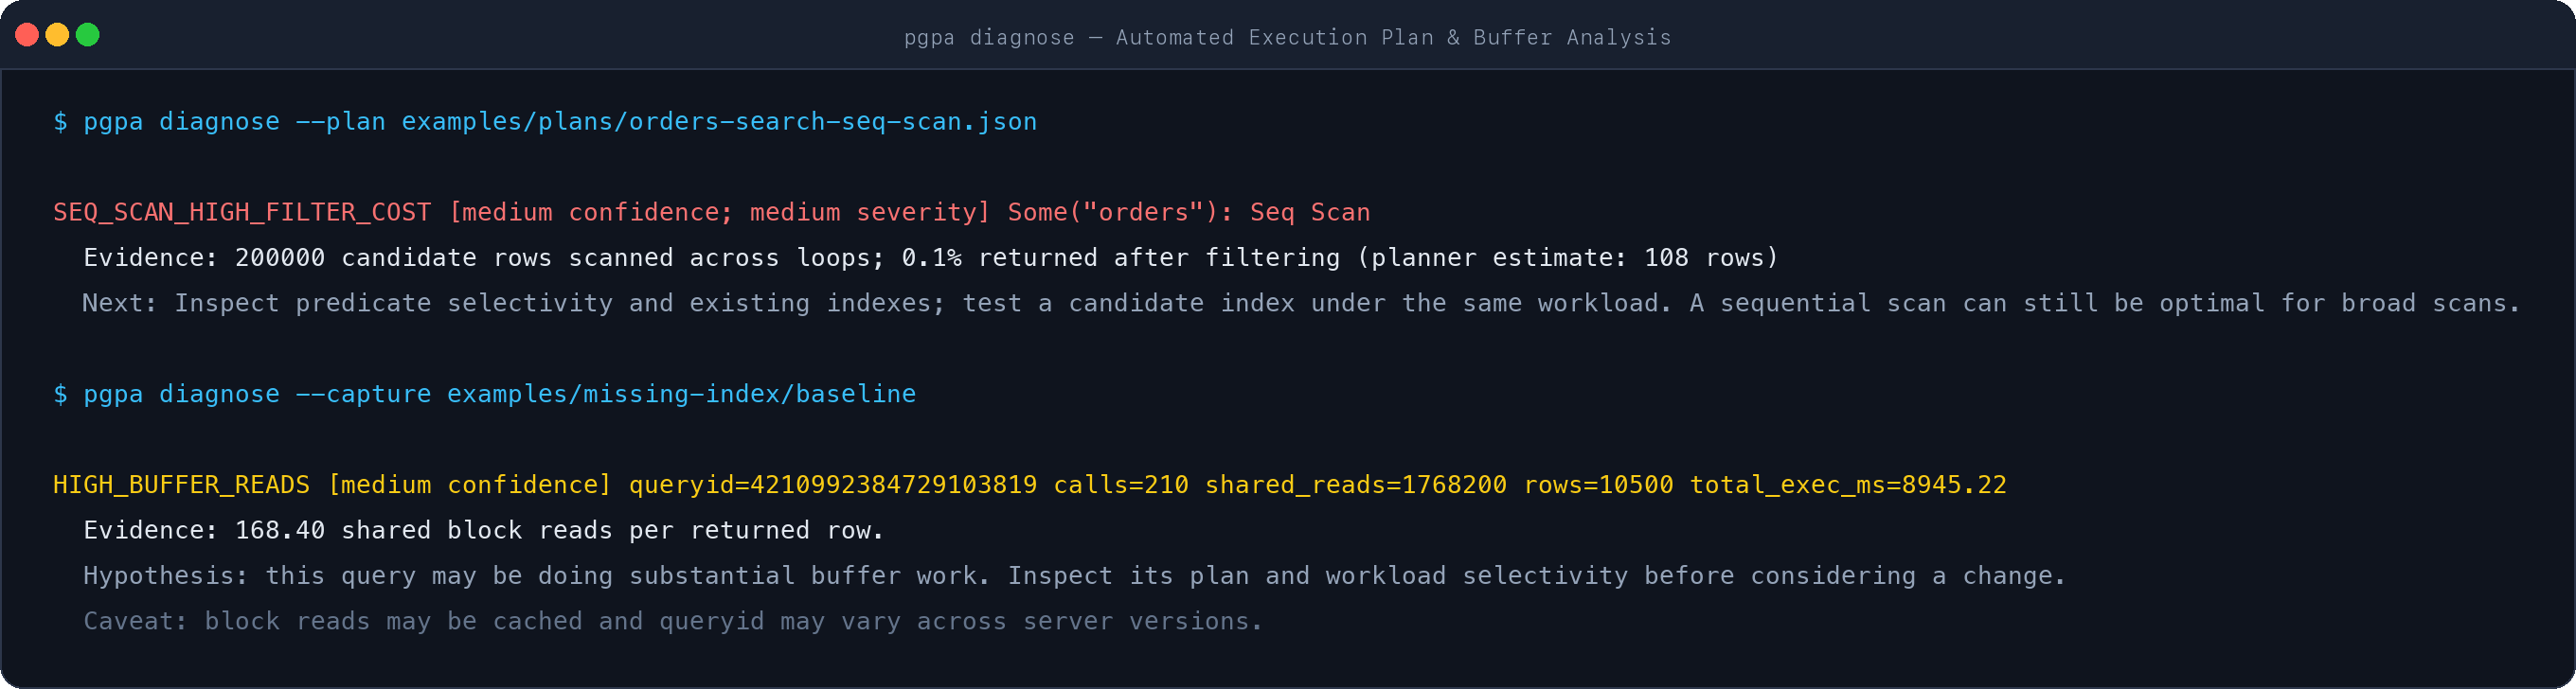 pgpa diagnose — Automated Execution Plan & Buffer Analysis
$ pgpa diagnose --plan examples/plans/orders-search-seq-scan.json
SEQ_SCAN_HIGH_FILTER_COST [medium confidence; medium severity] Some("orders"): Seq Scan
Evidence: 200000 candidate rows scanned across loops; 0.1% returned after filtering (planner estimate: 108 rows)
Next: Inspect predicate selectivity and existing indexes; test a candidate index under the same workload. A sequential scan can still be optimal for broad scans.
$ pgpa diagnose --capture examples/missing-index/baseline
HIGH_BUFFER_READS [medium confidence] queryid=4210992384729103819 calls=210 shared_reads=1768200 rows=10500 total_exec_ms=8945.22
Evidence: 168.40 shared block reads per returned row.
Hypothesis: this query may be doing substantial buffer work. Inspect its plan and workload selectivity before considering a change.
Caveat: block reads may be cached and queryid may vary across server versions.